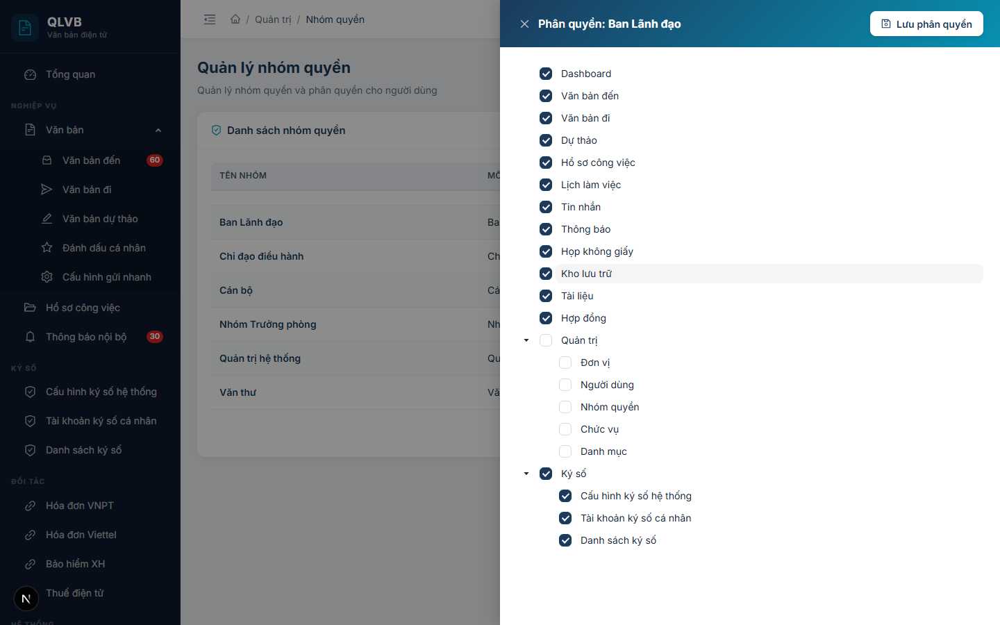 QLVB
Văn bản điện tử
Tổng quan
NGHIỆP VỤ
Văn bản
Văn bản đến 60
Văn bản đi
Văn bản dự thảo
Đánh dấu cá nhân
Cấu hình gửi nhanh
Hồ sơ công việc
Thông báo nội bộ 30
KÝ SỐ
Cấu hình ký số hệ thống
Tài khoản ký số cá nhân
Danh sách ký số
ĐỐI TÁC
Hóa đơn VNPT
Hóa đơn Viettel
Bảo hiểm XH
Thuế điện tử
N
HỆ THỐNG
/ Quản trị / Nhóm quyền
Quản lý nhóm quyền
Quản lý nhóm quyền và phân quyền cho người dùng
Danh sách nhóm quyền
TÊN NHÓM MÔ
Ban Lãnh đạo Ba
Chỉ đạo điều hành Ch
Cán bộ Cá
Nhóm Trưởng phòng Nh
Quản trị hệ thống Qu
Văn thư Vă
Phân quyền: Ban Lãnh đạo
Lưu phân quyền
Dashboard
Văn bản đến
Văn bản đi
Dự thảo
Hồ sơ công việc
Lịch làm việc
Tin nhắn
Thông báo
Họp không giấy
Kho lưu trữ
Tài liệu
Hợp đồng
Quản trị
Đơn vị
Người dùng
Nhóm quyền
Chức vụ
Danh mục
Ký số
Cấu hình ký số hệ thống
Tài khoản ký số cá nhân
Danh sách ký số